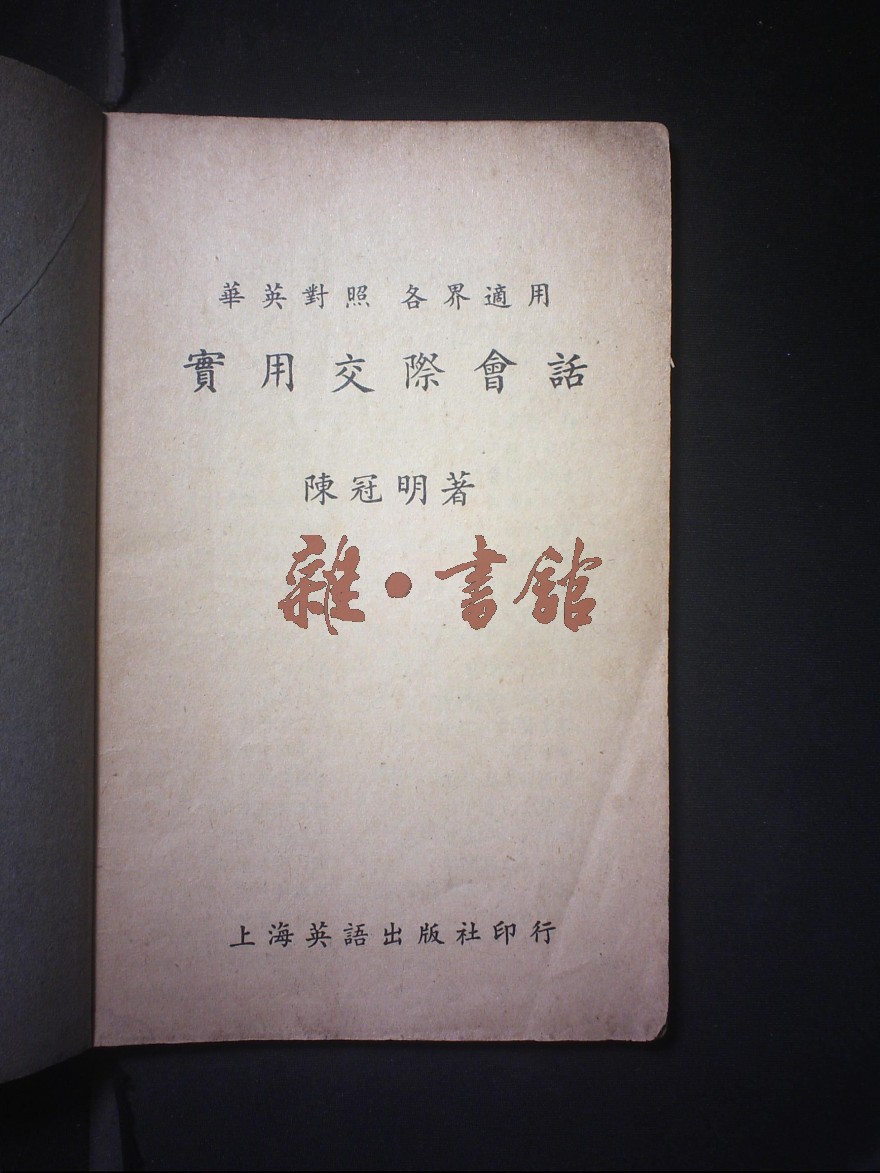 華英對照 各界適用
實用交際會話
陳冠明著
雜·書館
上海英語出版社印行